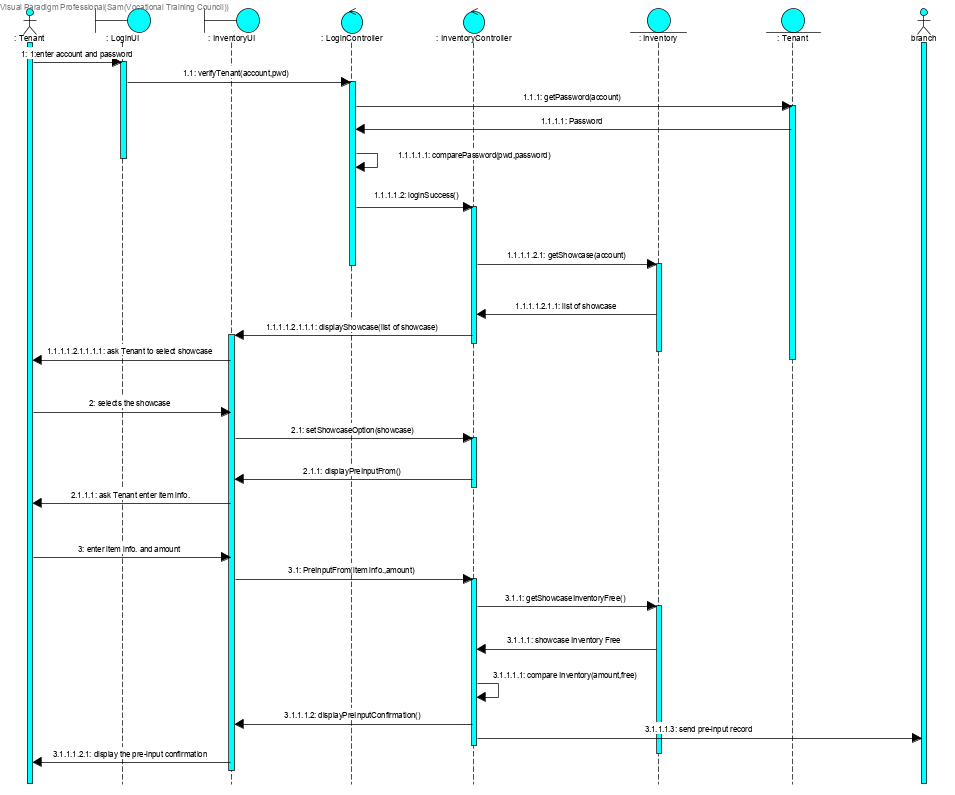 Visual Paradigm Professional(Sam(Vocational Training Council))
: Tenant
: LoginUI
: InventoryUI
: LoginController
: InventoryController
: Inventory
: Tenant
branch
1: 1:enter account and password
1.1: verifyTenant(account,pwd)
1.1.1: getPassword(account)
1.1.1.1: Password
1.1.1.1.1: comparePassword(pwd,password)
1.1.1.1.2: loginSuccess()
1.1.1.1.2.1: getShowcase(account)
1.1.1.1.2.1.1: list of showcase
1.1.1.1.2.1.1.1: displayShowcase(list of showcase)
1.1.1.1.2.1.1.1.1: ask Tenant to select showcase
2: selects the showcase
2.1: setShowcaseOption(showcase)
2.1.1: displayPreInputFrom()
2.1.1.1: ask Tenant enter item info.
3: enter item info. and amount
3.1: PreInputFrom(item info.,amount)
3.1.1: getShowcaseInventoryFree()
3.1.1.1: showcase Inventory Free
3.1.1.1.1: compare Inventory(amount,free)
3.1.1.1.2: displayPreInputConfirmation()
3.1.1.1.3: send pre-input record
3.1.1.1.2.1: display the pre-input confirmation